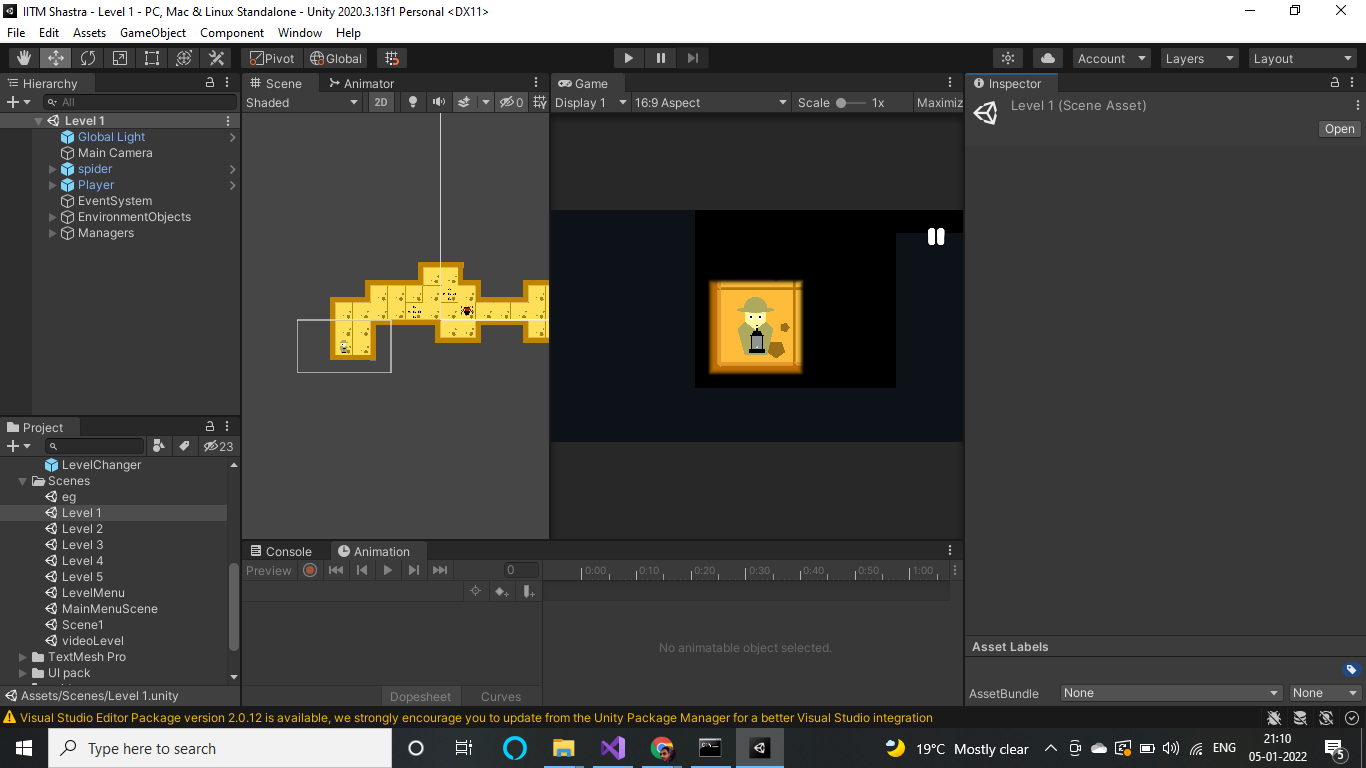 IITM Shastra - Level 1 - PC, Mac & Linux Standalone - Unity 2020.3.13f1 Personal <DX11>
File Edit Assets GameObject Component Window Help
Pivot Global Account Layers Layout
Hierarchy
All
Level 1
Global Light
Main Camera
spider
Player
EventSystem
EnvironmentObjects
Managers
Scene Animator
Shaded 2D 0
Game
Display 1 16:9 Aspect Scale 1x Maximiz
Inspector
Level 1 (Scene Asset)
Open
Project
23
LevelChanger
Scenes
eg
Level 1
Level 2
Level 3
Level 4
Level 5
LevelMenu
MainMenuScene
Scene1
videoLevel
TextMesh Pro
UI pack
Assets/Scenes/Level 1.unity
Console Animation
Preview 0 0:00 0:10 0:20 0:30 0:40 0:50 1:00
No animatable object selected.
Dopesheet Curves
Asset Labels
AssetBundle None None
Visual Studio Editor Package version 2.0.12 is available, we strongly encourage you to update from the Unity Package Manager for a better Visual Studio integration
Type here to search
19°C Mostly clear ENG 21:10
05-01-2022 5